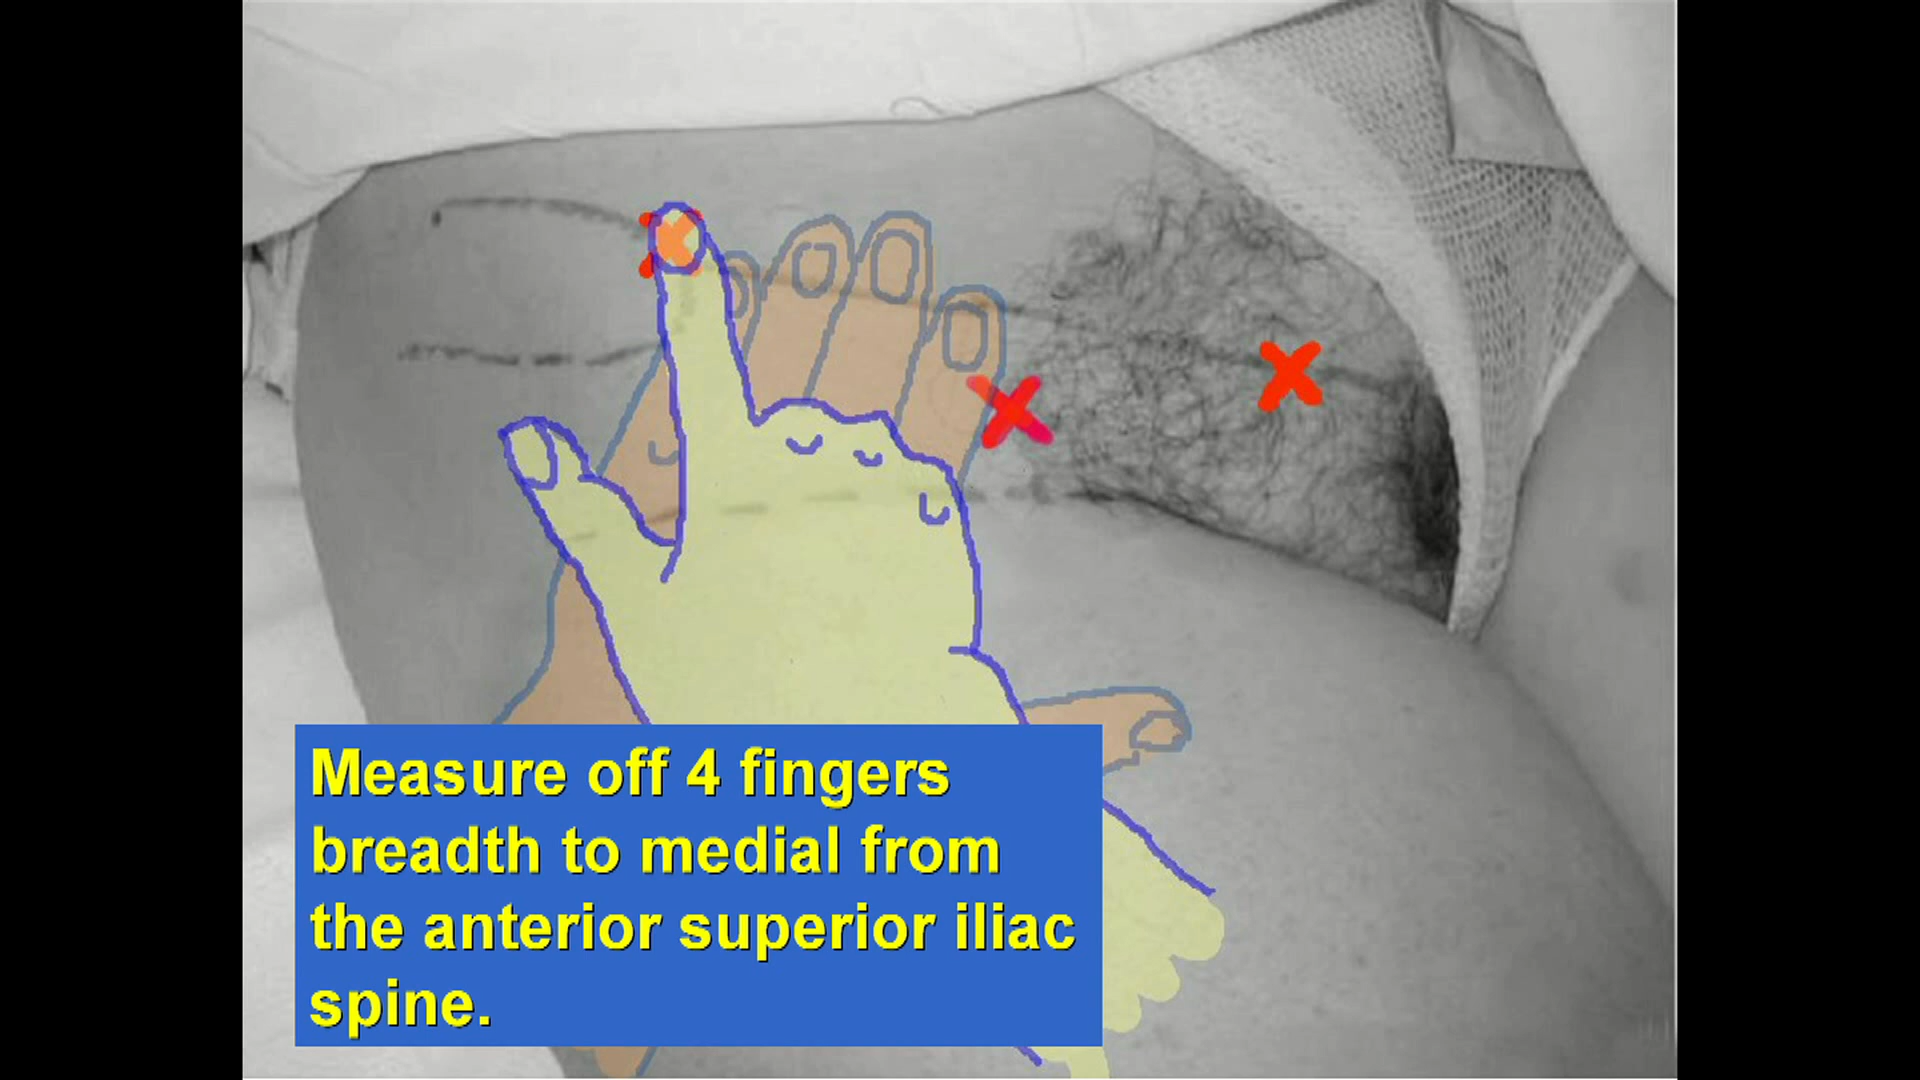 Measure off 4 fingers
breadth to medial from
the anterior superior iliac
spine.